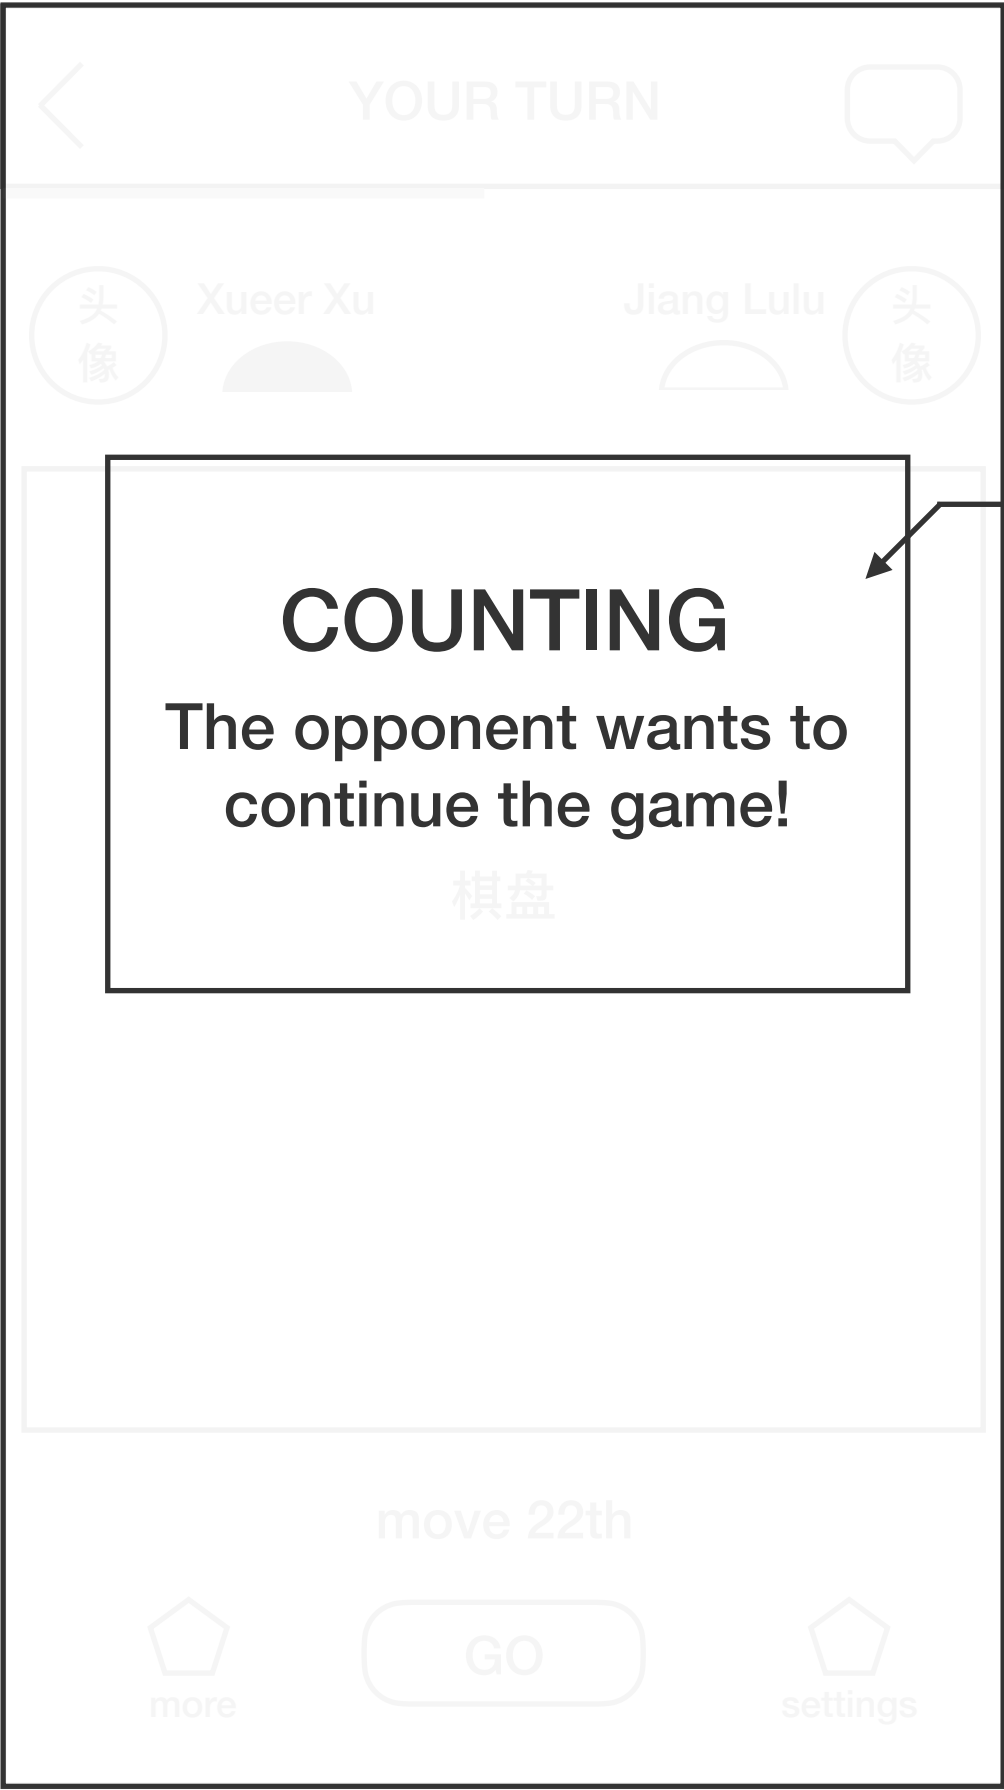 YOUR TURN
头像
Xueer Xu
Jiang Lulu
头像
COUNTING
The opponent wants to
continue the game!
棋盘
move 22th
more
GO
settings